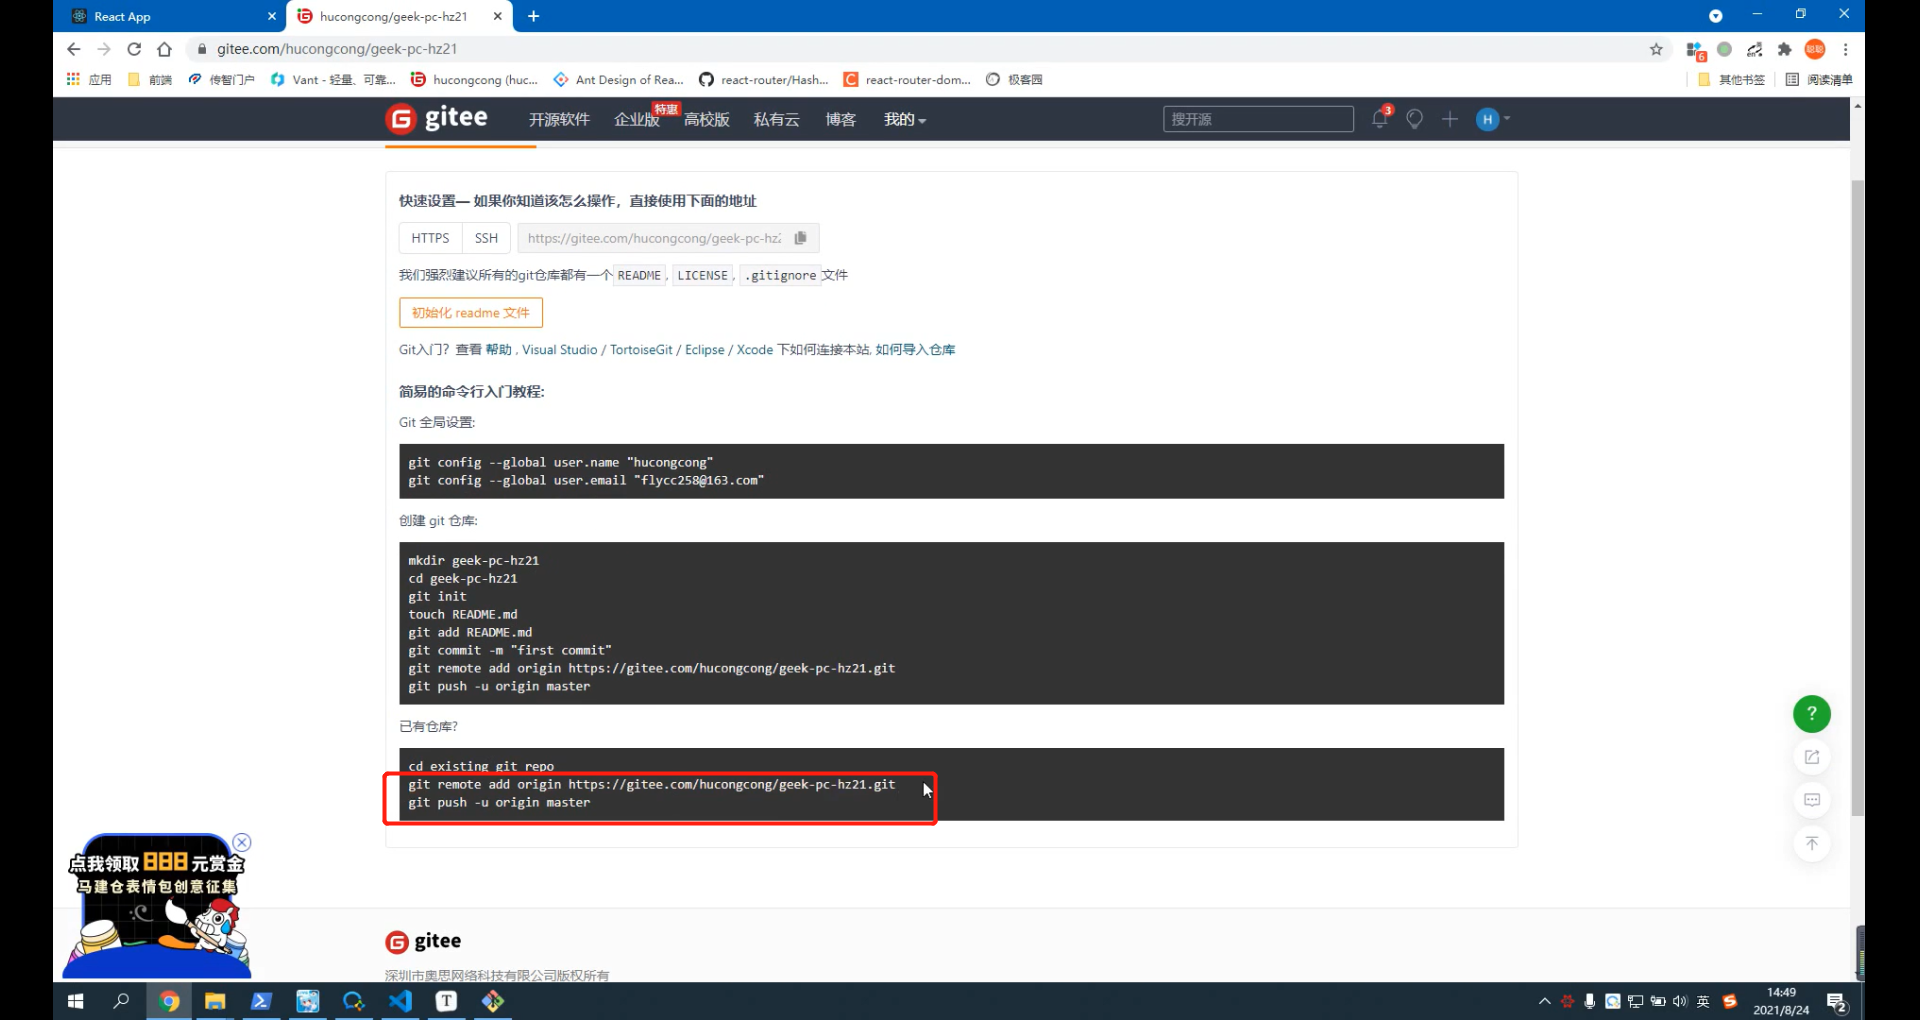 React App
hucongcong/geek-pc-hz21
gitee.com/hucongcong/geek-pc-hz21
应用
前端
传智门户
Vant - 轻量、可靠...
hucongcong (huc...
Ant Design of Rea...
react-router/Hash...
react-router-dom...
极客园
其他书签
阅读清单
6
gitee
开源软件
企业版
特惠
高校版
私有云
博客
我的
搜开源
3
H
快速设置— 如果你知道该怎么操作，直接使用下面的地址
HTTPS
SSH
https://gitee.com/hucongcong/geek-pc-hz2
我们强烈建议所有的git仓库都有一个 README, LICENSE, .gitignore 文件
初始化 readme 文件
Git入门？查看 帮助 , Visual Studio / TortoiseGit / Eclipse / Xcode 下如何连接本站, 如何导入仓库
简易的命令行入门教程:
Git 全局设置:
git config --global user.name "hucongcong"
git config --global user.email "flycc258@163.com"
创建 git 仓库:
mkdir geek-pc-hz21
cd geek-pc-hz21
git init
touch README.md
git add README.md
git commit -m "first commit"
git remote add origin https://gitee.com/hucongcong/geek-pc-hz21.git
git push -u origin master
已有仓库?
cd existing git repo
git remote add origin https://gitee.com/hucongcong/geek-pc-hz21.git
git push -u origin master
点我领取888元赏金
马建仓表情包创意征集
gitee
深圳市奥思网络科技有限公司版权所有
英
14:49
2021/8/24
2